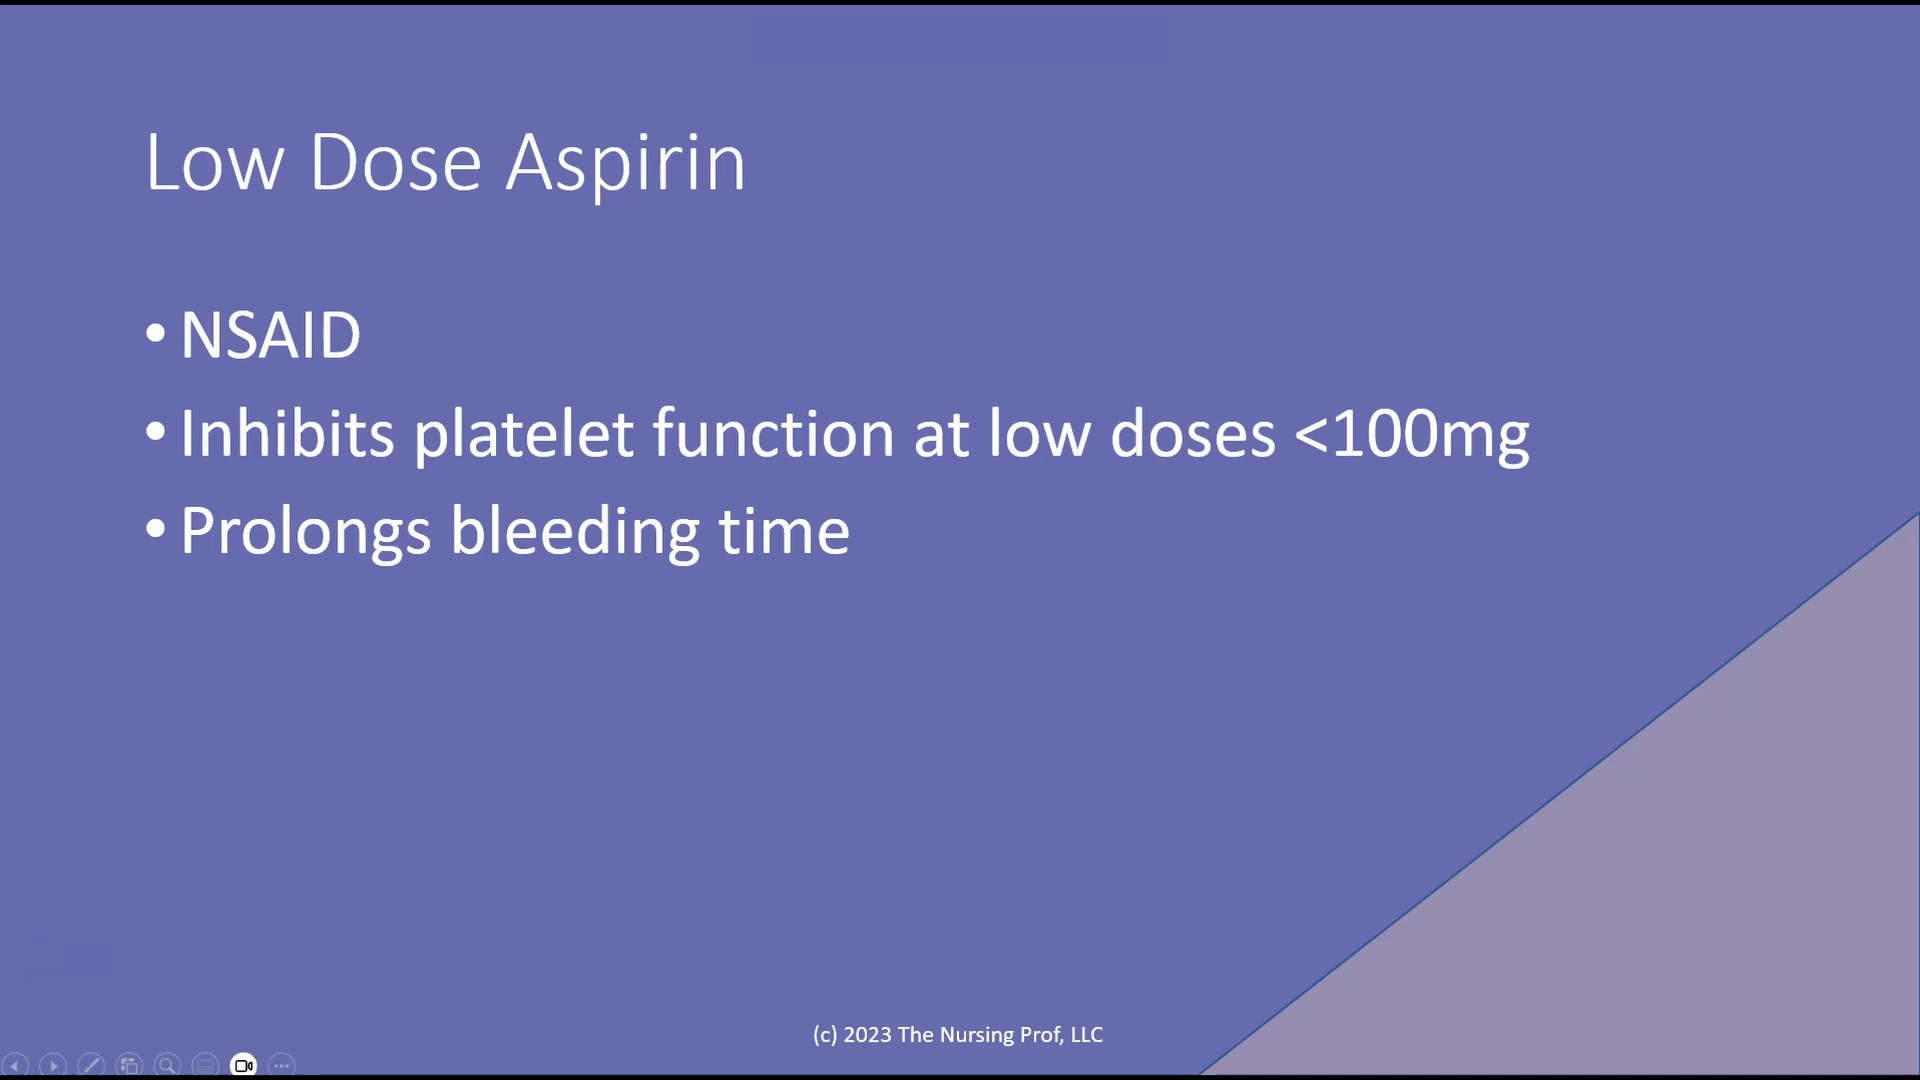 Low Dose Aspirin
• NSAID
• Inhibits platelet function at low doses <100mg
• Prolongs bleeding time
(c) 2023 The Nursing Prof, LLC